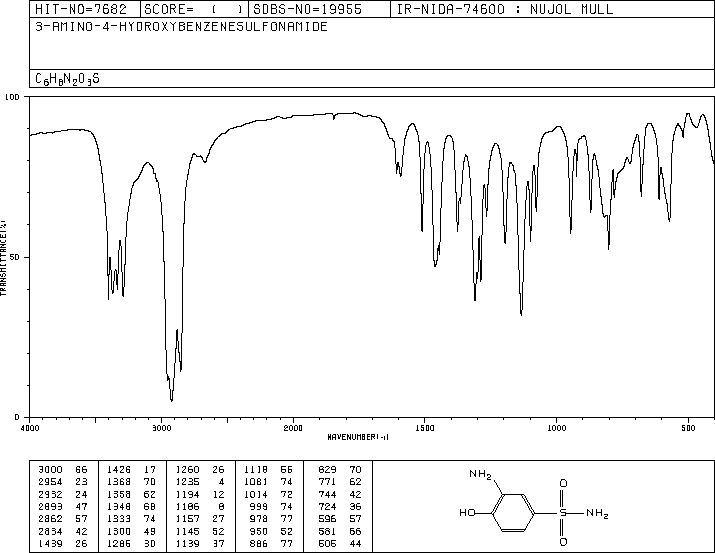 HIT-NO=7682 SCORE= ( ) SDBS-NO=19955 IR-NIDA-74600 : NUJOL MULL
3-AMINO-4-HYDROXYBENZENESULFONAMIDE
C6H8N2O3S
100
50
0
TRANSMITTANCE(%)
4000 3000 2000 1500 1000 500
WAVENUMBER(-1)
3000 66 1426 17 1260 26 1118 66 829 70
2954 23 1368 70 1235 4 1081 74 771 62
2932 24 1358 62 1194 12 1014 72 744 42
2893 47 1348 68 1186 8 999 74 724 36
2862 57 1333 74 1157 27 978 77 596 57
2834 42 1300 49 1145 52 950 52 581 66
1439 26 1286 30 1139 37 886 77 506 44
NH2
O
HO
S
NH2
O